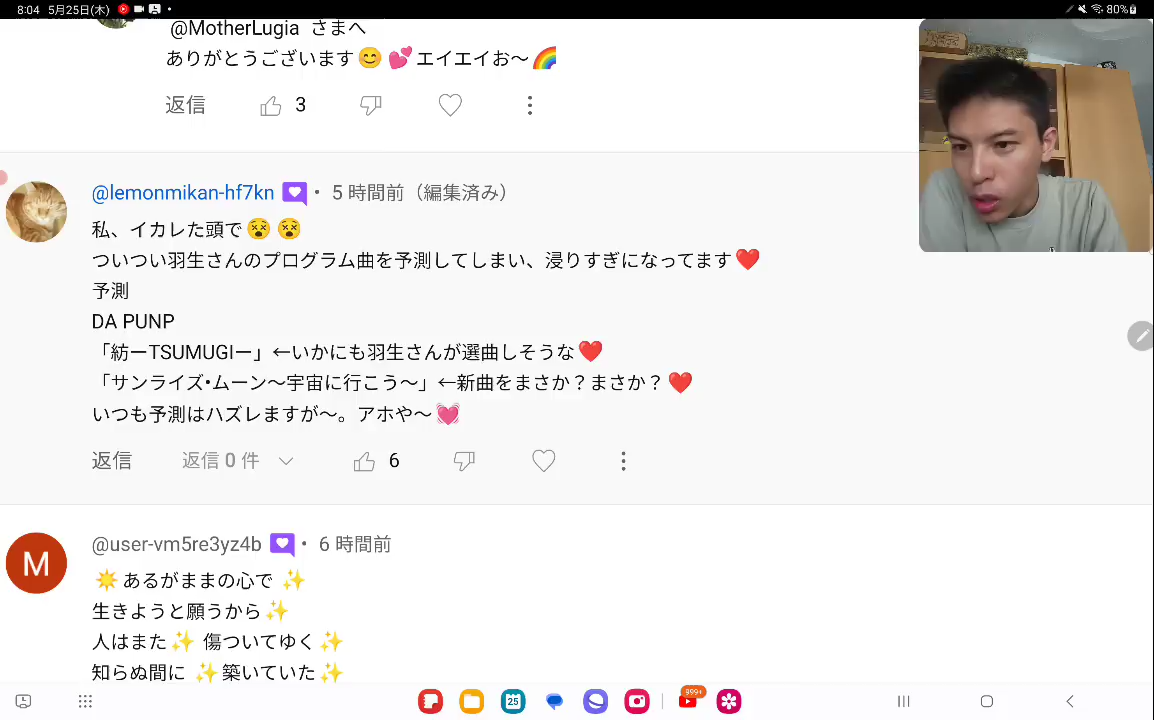 8:04 5月25日(木)
80%
@MotherLugia さまへ
ありがとうございます😊 💕エイエイお〜🌈
返信 3
@lemonmikan-hf7kn ・ 5 時間前（編集済み）
私、イカレた頭で😵 😵
ついつい羽生さんのプログラム曲を予測してしまい、浸りすぎになってます❤️
予測
DA PUNP
「紡ーTSUMUGIー」←いかにも羽生さんが選曲しそうな❤️
「サンライズ•ムーン〜宇宙に行こう〜」←新曲をまさか？まさか？❤️
いつも予測はハズレますが〜。アホや〜💓
返信 返信 0 件 6
M
@user-vm5re3yz4b ・ 6 時間前
☀️あるがままの心で ✨
生きようと願うから✨
人はまた✨ 傷ついてゆく✨
知らぬ間に ✨築いていた✨
25
999+